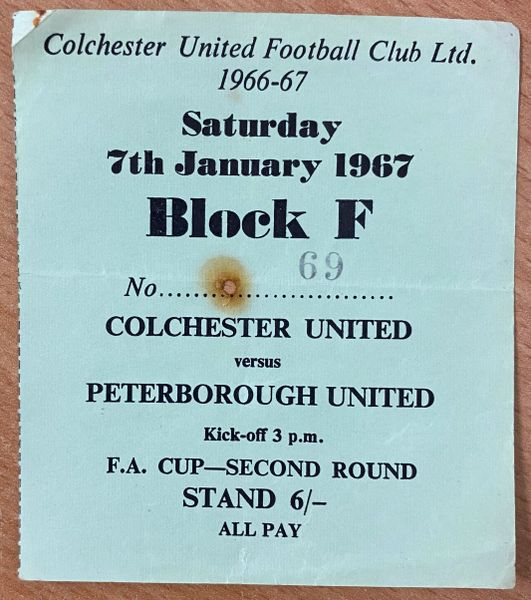 Colchester United Football Club Ltd.
1966-67
Saturday
7th January 1967
Block F
69
No..............................
COLCHESTER UNITED
versus
PETERBOROUGH UNITED
Kick-off 3 p.m.
F.A. CUP—SECOND ROUND
STAND 6/–
ALL PAY